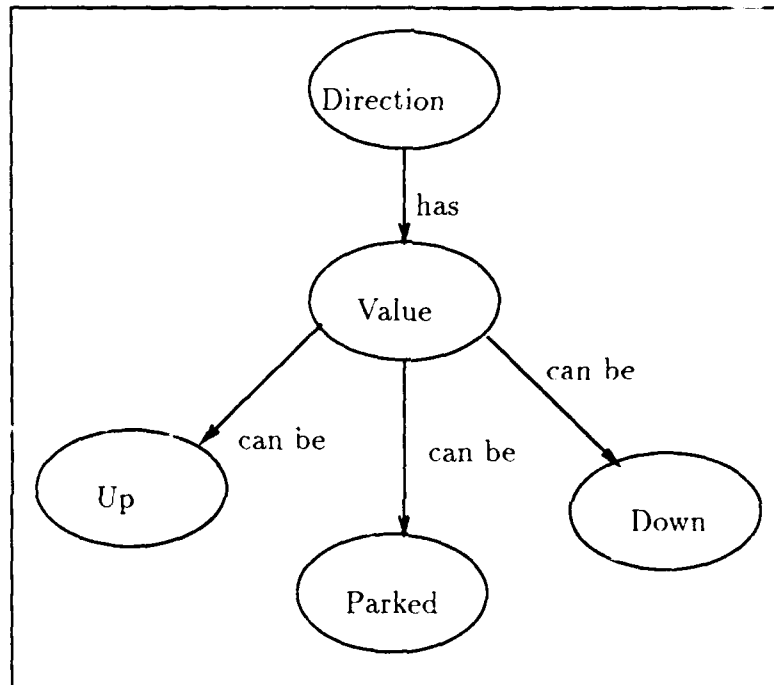 Direction
has
Value
can be
can be
can be
Up
Down
Parked